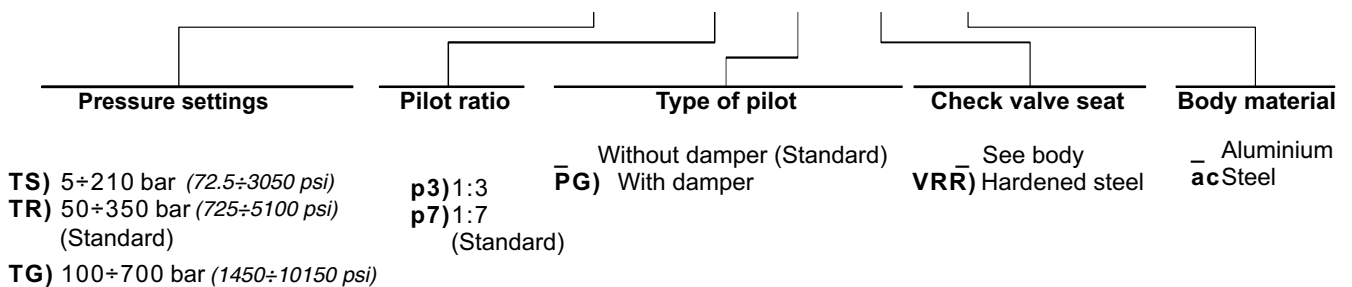 Pressure settings
Pilot ratio
Type of pilot
Check valve seat
Body material
TS) 5÷210 bar (72.5÷3050 psi)
TR) 50÷350 bar (725÷5100 psi)
(Standard)
TG) 100÷700 bar (1450÷10150 psi)
p3)1:3
p7)1:7
(Standard)
_ Without damper (Standard)
PG) With damper
_ See body
VRR) Hardened steel
_ Aluminium
acSteel